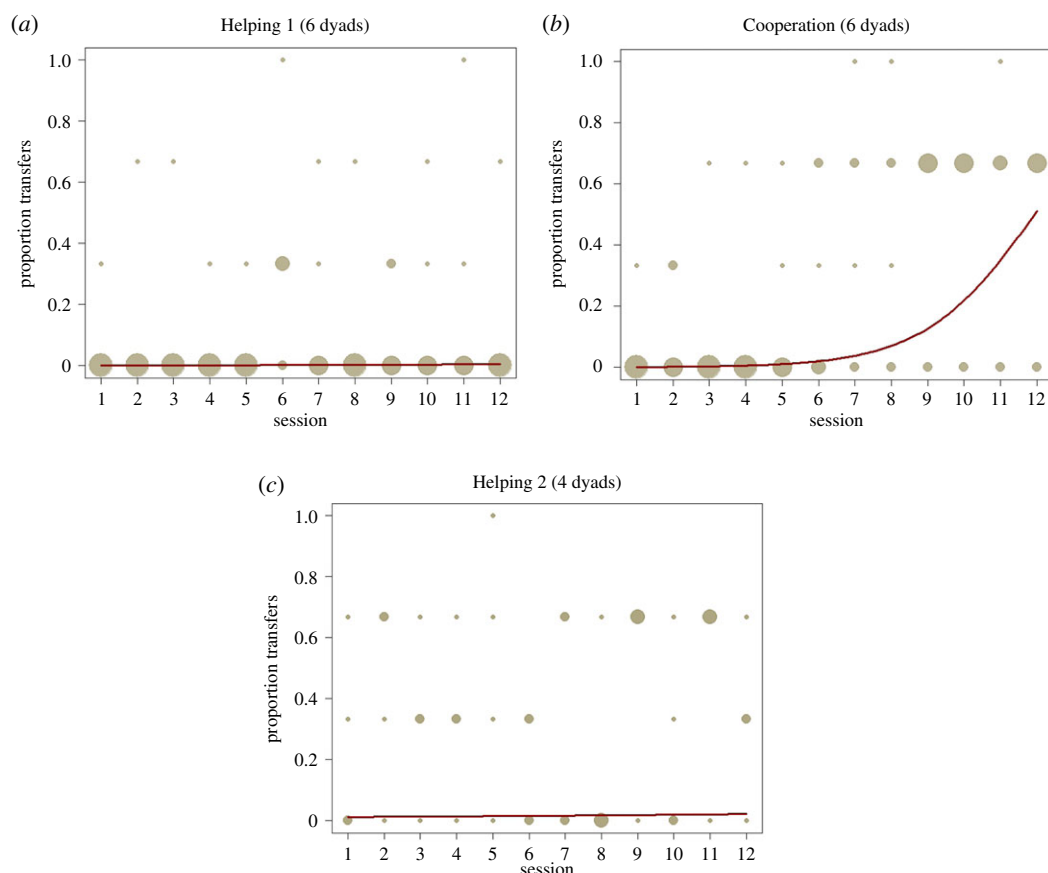 (a)
Helping 1 (6 dyads)
proportion transfers
1.0
0.8
0.6
0.4
0.2
0
1 2 3 4 5 6 7 8 9 10 11 12
session
(b)
Cooperation (6 dyads)
proportion transfers
1.0
0.8
0.6
0.4
0.2
0
1 2 3 4 5 6 7 8 9 10 11 12
session
(c)
Helping 2 (4 dyads)
proportion transfers
1.0
0.8
0.6
0.4
0.2
0
1 2 3 4 5 6 7 8 9 10 11 12
session